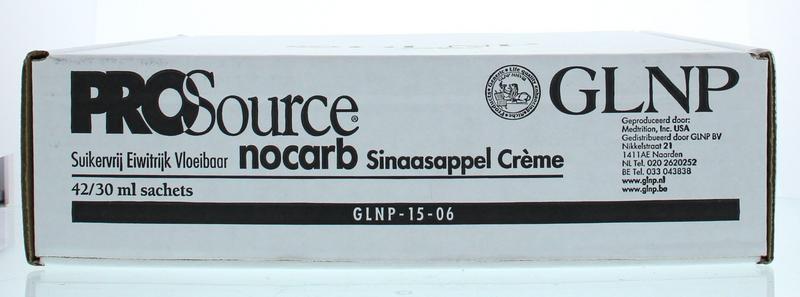 PROSource®
GLNP
Suikervrij Eiwitrijk Vloeibaar nocarb Sinaasappel Crème
42/30 ml sachets
Geproduceerd door:
Medtrition, Inc. USA
Gedistribueerd door GLNP BV
Nikkelstraat 21
1411AE Naarden
NL Tel. 020 2620252
BE Tel. 033 043838
www.glnp.nl
www.glnp.be
GLNP-15-06